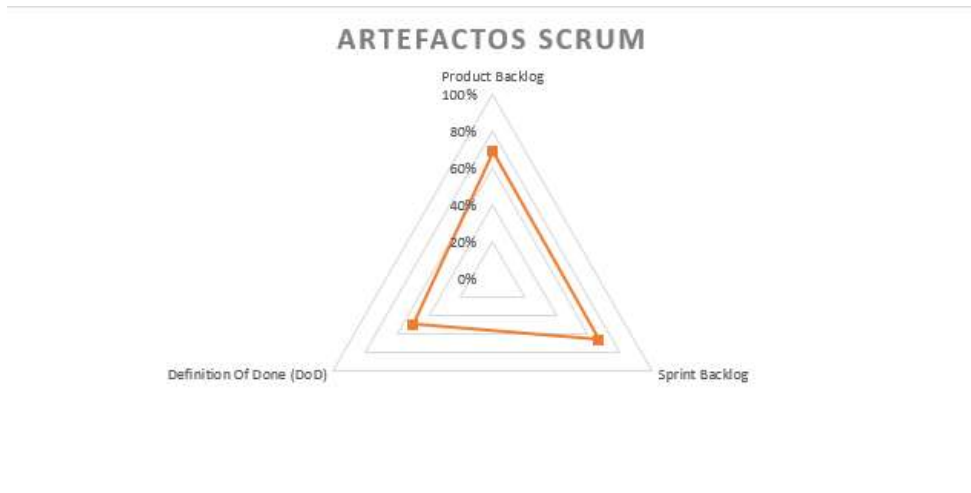 ARTEFACTOS SCRUM
Product Backlog
100%
80%
60%
40%
20%
0%
Definition Of Done (DoD)
Sprint Backlog